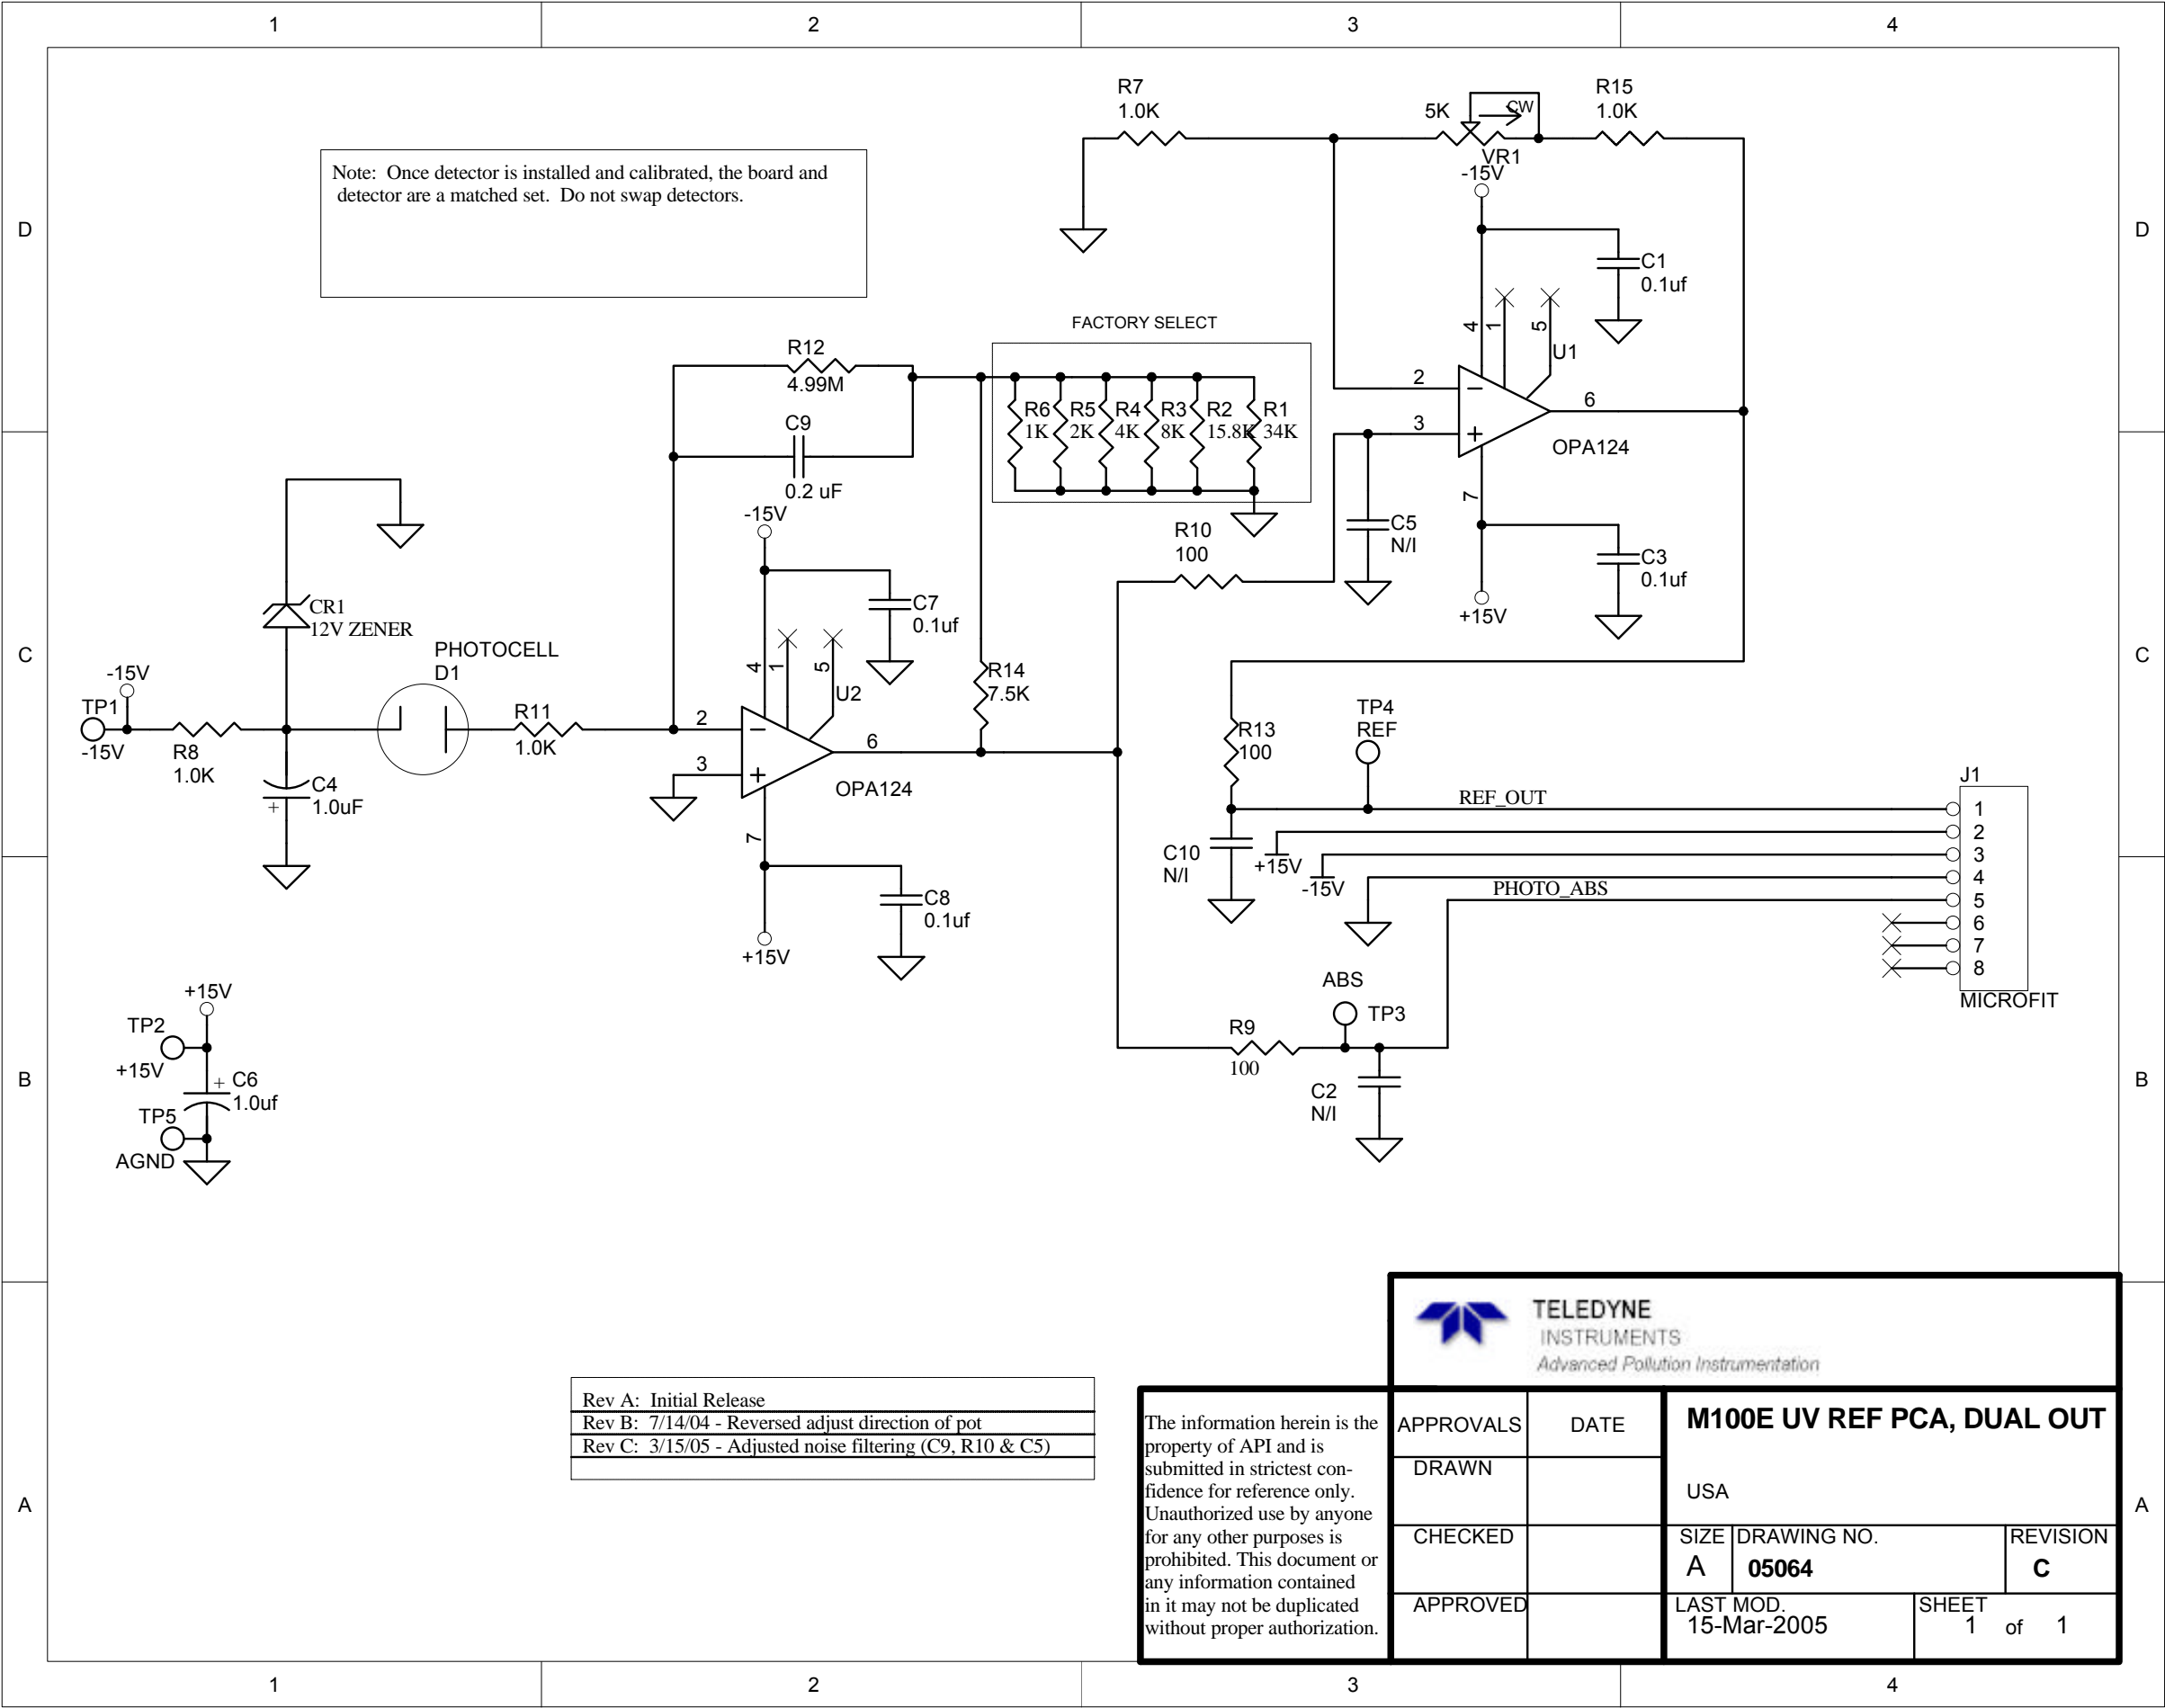 1 2 3 4
D
C
B
A
D
C
B
A
Note: Once detector is installed and calibrated, the board and
detector are a matched set. Do not swap detectors.
R7
1.0K
5K
CW
VR1
R15
1.0K
-15V
C1
0.1uf
4
1
5
U1
2
3
6
7
OPA124
C5
N/I
C3
0.1uf
+15V
FACTORY SELECT
R6
1K
R5
2K
R4
4K
R3
8K
R2
15.8K
R1
34K
R12
4.99M
C9
0.2 uF
-15V
C7
0.1uf
4
1
5
U2
2
3
6
7
OPA124
C8
0.1uf
+15V
R14
7.5K
R10
100
CR1
12V ZENER
PHOTOCELL
D1
-15V
TP1
-15V
R8
1.0K
C4
+
1.0uF
R11
1.0K
R13
100
TP4
REF
REF_OUT
C10
N/I
+15V
-15V
PHOTO_ABS
J1
1
2
3
4
5
6
7
8
MICROFIT
ABS
TP3
R9
100
C2
N/I
+15V
TP2
+15V
+ C6
1.0uf
TP5
AGND
Rev A: Initial Release
Rev B: 7/14/04 - Reversed adjust direction of pot
Rev C: 3/15/05 - Adjusted noise filtering (C9, R10 & C5)
TELEDYNE
INSTRUMENTS
Advanced Pollution Instrumentation
The information herein is the
property of API and is
submitted in strictest con-
fidence for reference only.
Unauthorized use by anyone
for any other purposes is
prohibited. This document or
any information contained
in it may not be duplicated
without proper authorization.
APPROVALS DATE
DRAWN
CHECKED
APPROVED
M100E UV REF PCA, DUAL OUT
USA
SIZE DRAWING NO. REVISION
A 05064 C
LAST MOD. SHEET
15-Mar-2005 1 of 1
1 2 3 4